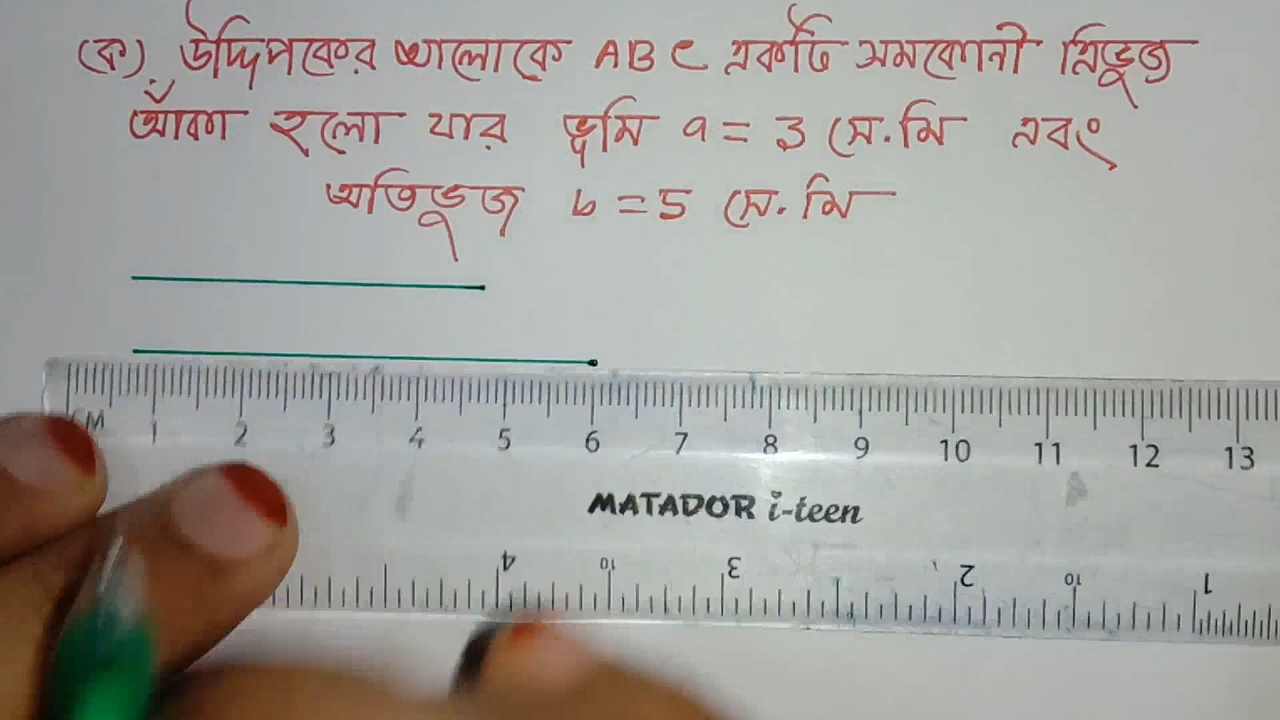 (ক) উদ্দিপকের আলোকে ABC একটি সমকোনী ত্রিভুজ
আঁকা হলো যার ভূমি a = 3 সে.মি এবং
অতিভুজ b = 5 সে. মি
CM 1 2 3 4 5 6 7 8 9 10 11 12 13
MATADOR i-teen
4 10 3 2 10 1